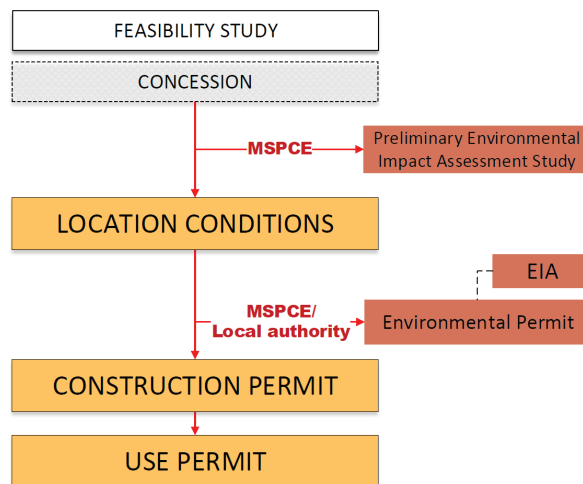 FEASIBILITY STUDY
CONCESSION
MSPCE
Preliminary Environmental
Impact Assessment Study
LOCATION CONDITIONS
EIA
MSPCE/
Local authority
Environmental Permit
CONSTRUCTION PERMIT
USE PERMIT